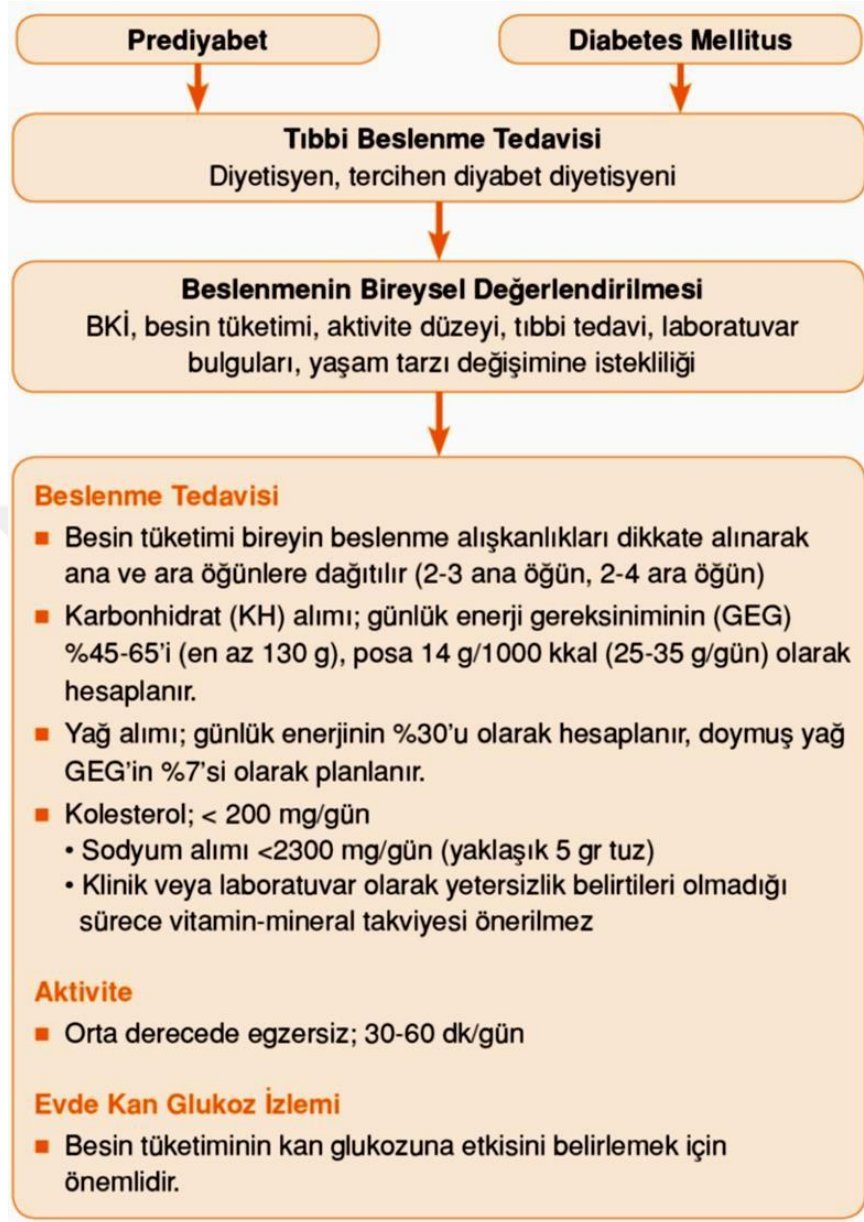 Prediyabet
Diabetes Mellitus
Tıbbi Beslenme Tedavisi
Diyetisyen, tercihen diyabet diyetisyeni
Beslenmenin Bireysel Değerlendirilmesi
BKİ, besin tüketimi, aktivite düzeyi, tıbbi tedavi, laboratuvar
bulguları, yaşam tarzı değişimine istekliliği
Beslenme Tedavisi
■ Besin tüketimi bireyin beslenme alışkanlıkları dikkate alınarak
ana ve ara öğünlere dağıtılır (2-3 ana öğün, 2-4 ara öğün)
■ Karbonhidrat (KH) alımı; günlük enerji gereksiniminin (GEG)
%45-65'i (en az 130 g), posa 14 g/1000 kkal (25-35 g/gün) olarak
hesaplanır.
■ Yağ alımı; günlük enerjinin %30'u olarak hesaplanır, doymuş yağ
GEG'in %7'si olarak planlanır.
■ Kolesterol; < 200 mg/gün
• Sodyum alımı <2300 mg/gün (yaklaşık 5 gr tuz)
• Klinik veya laboratuvar olarak yetersizlik belirtileri olmadığı
sürece vitamin-mineral takviyesi önerilmez
Aktivite
■ Orta derecede egzersiz; 30-60 dk/gün
Evde Kan Glukoz İzlemi
■ Besin tüketiminin kan glukozuna etkisini belirlemek için
önemlidir.